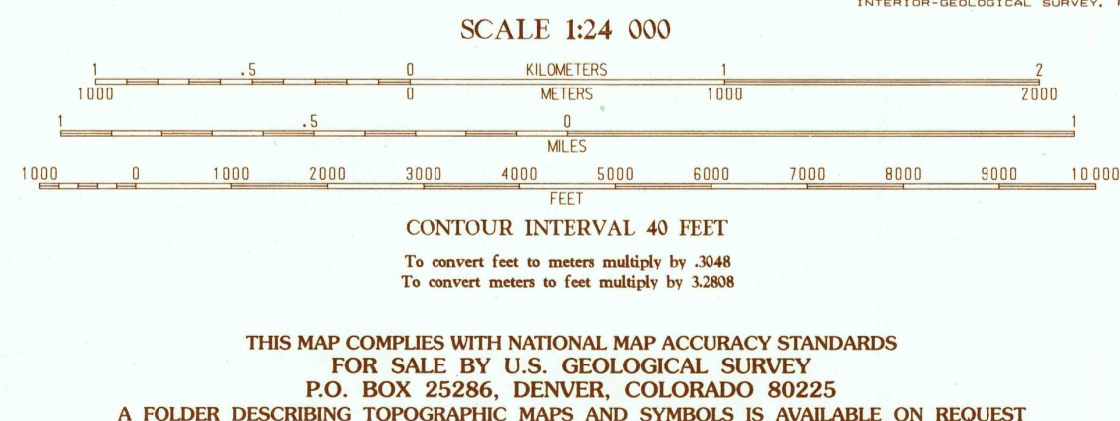 INTERIOR-GEOLOGICAL SURVEY,
SCALE 1:24 000
1 .5 0 KILOMETERS 1 2
1000 0 METERS 1000 2000
1 .5 0 1
MILES
1000 0 1000 2000 3000 4000 5000 6000 7000 8000 9000 10 000
FEET
CONTOUR INTERVAL 40 FEET
To convert feet to meters multiply by .3048
To convert meters to feet multiply by 3.2808
THIS MAP COMPLIES WITH NATIONAL MAP ACCURACY STANDARDS
FOR SALE BY U.S. GEOLOGICAL SURVEY
P.O. BOX 25286, DENVER, COLORADO 80225
A FOLDER DESCRIBING TOPOGRAPHIC MAPS AND SYMBOLS IS AVAILABLE ON REQUEST